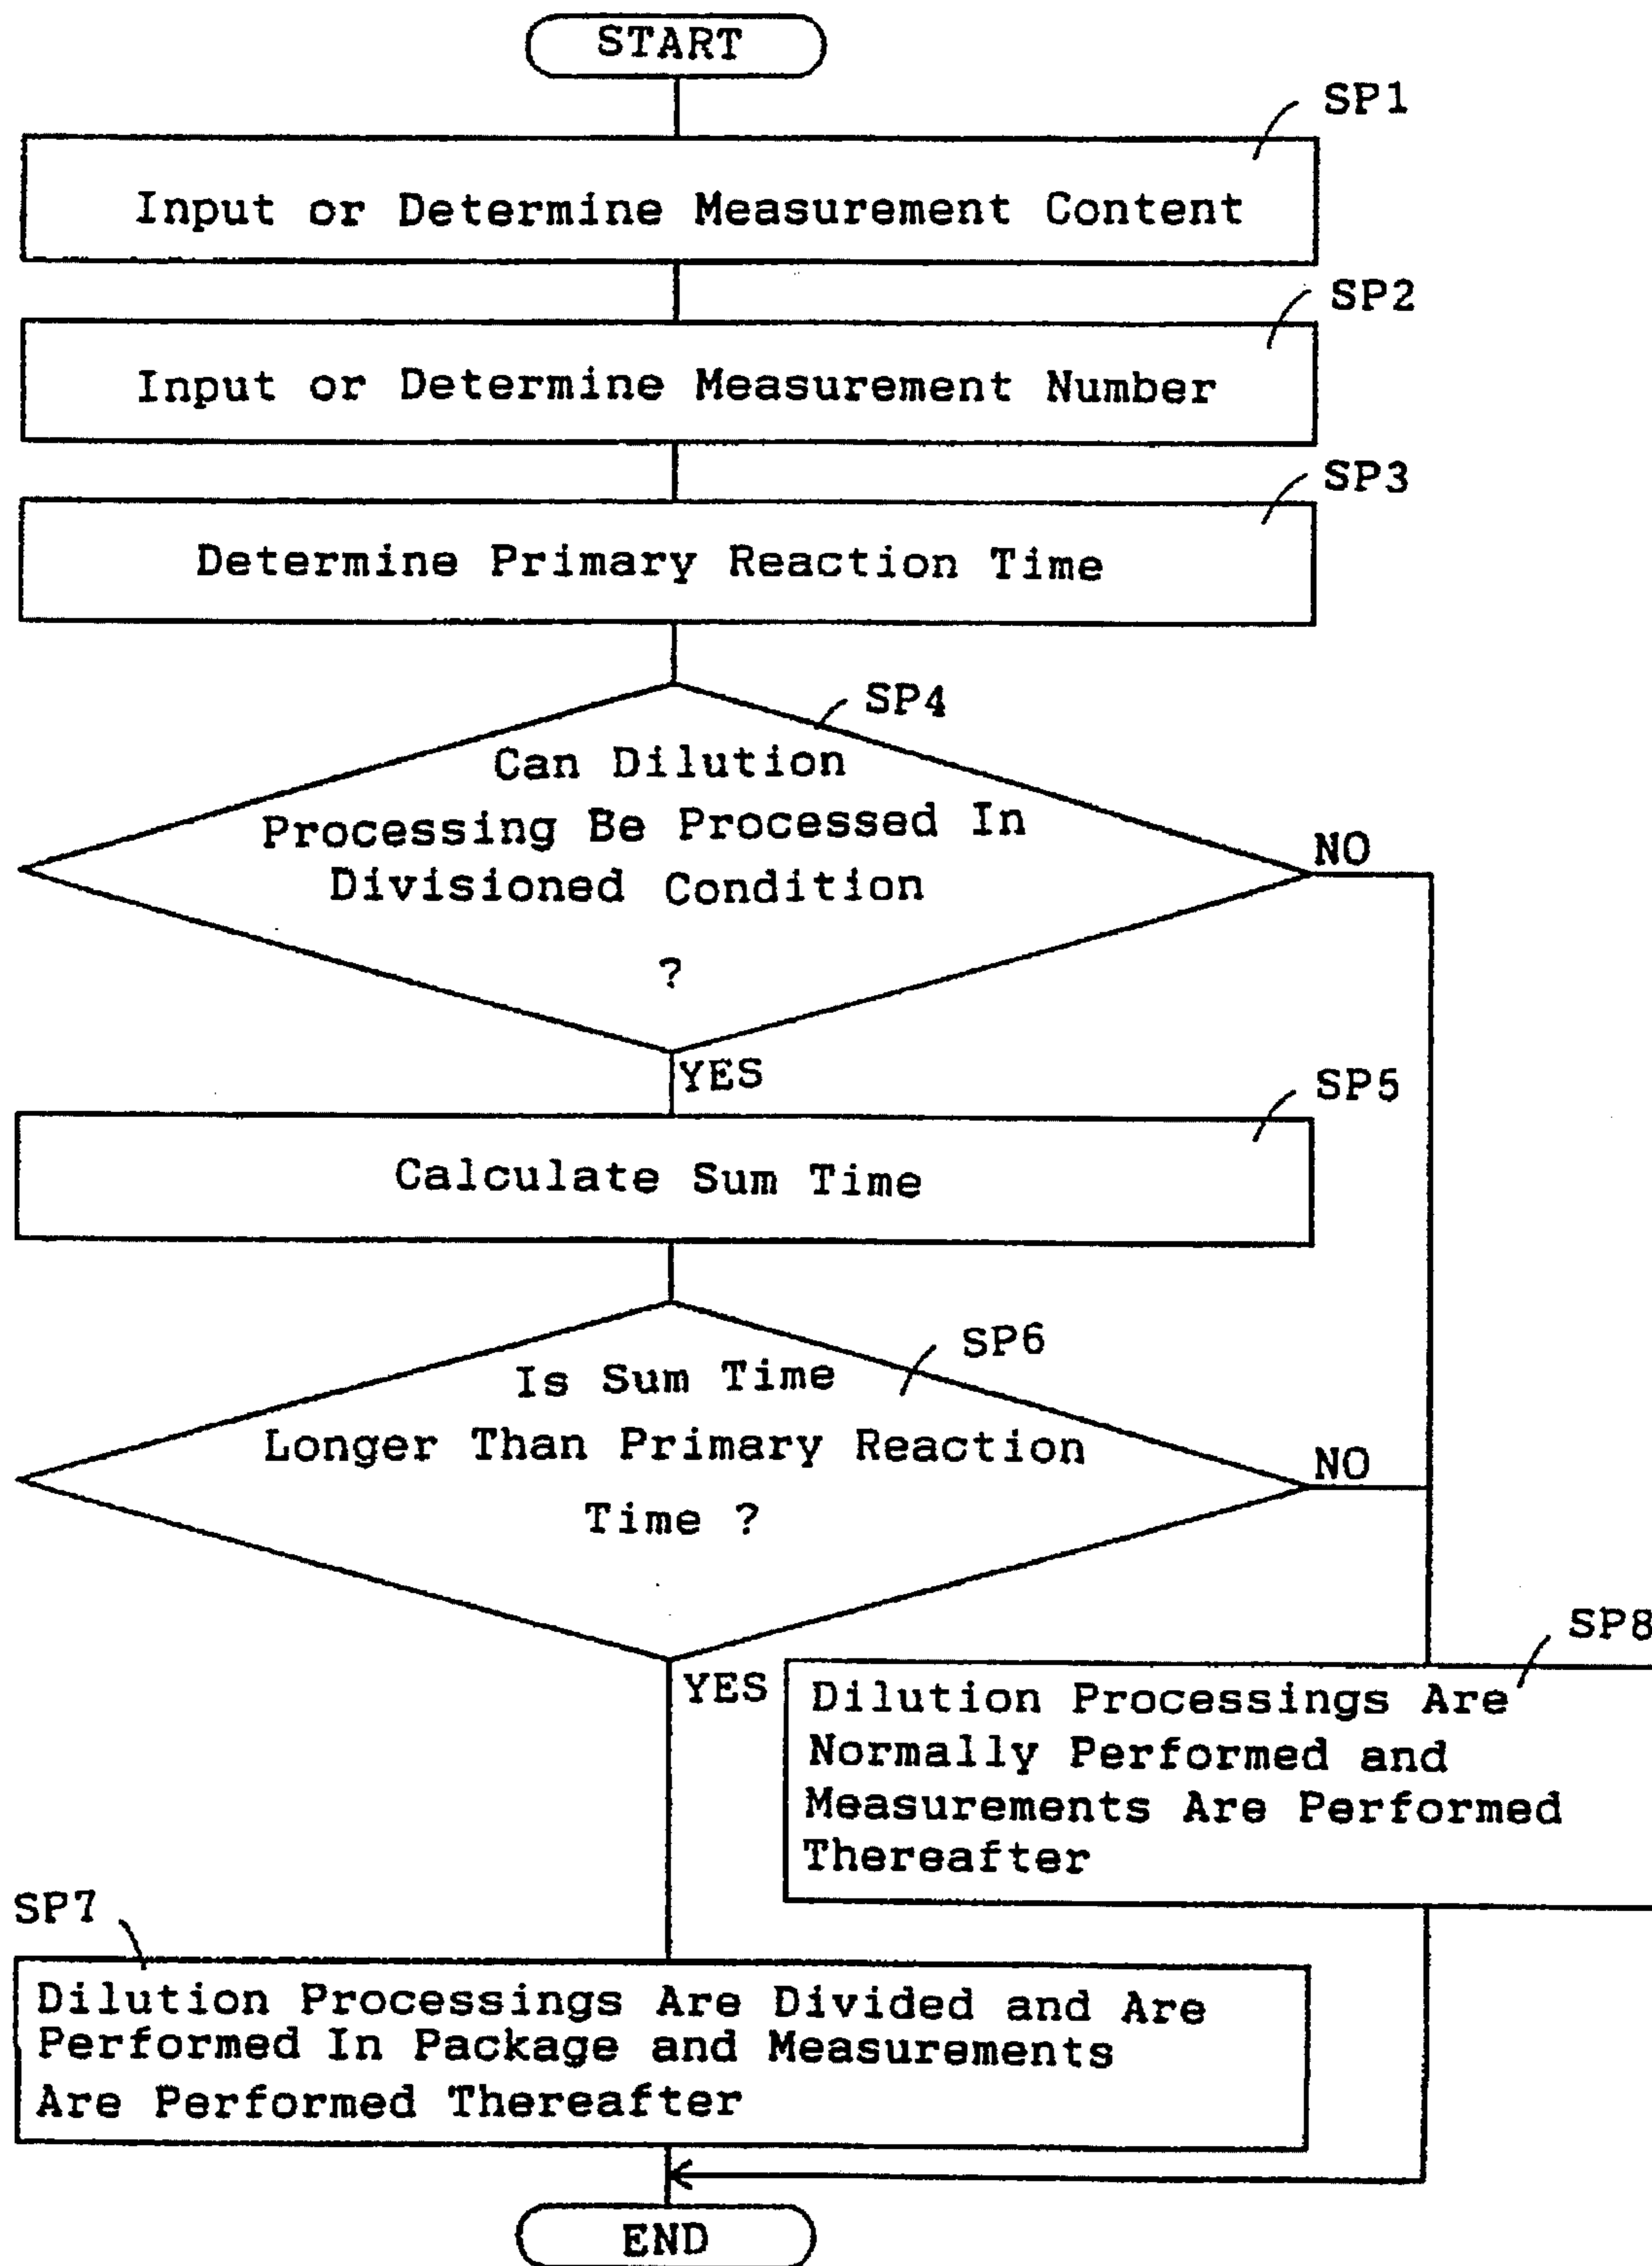 START
SP1
Input or Determine Measurement Content
SP2
Input or Determine Measurement Number
SP3
Determine Primary Reaction Time
SP4
Can Dilution
Processing Be Processed In
Divisioned Condition
?
NO
YES
SP5
Calculate Sum Time
SP6
Is Sum Time
Longer Than Primary Reaction
Time ?
NO
YES
SP8
Dilution Processings Are
Normally Performed and
Measurements Are Performed
Thereafter
SP7
Dilution Processings Are Divided and Are
Performed In Package and Measurements
Are Performed Thereafter
END